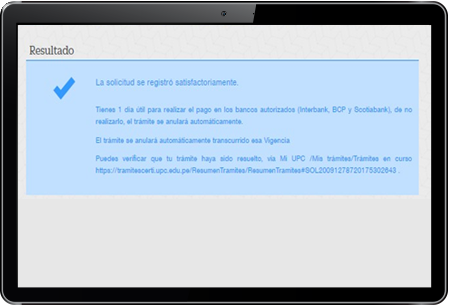 Resultado
La solicitud se registró satisfactoriamente.
Tienes 1 día útil para realizar el pago en los bancos autorizados (Interbank, BCP y Scotiabank), de no
realizarlo, el trámite se anulará automáticamente.
El trámite se anulará automáticamente transcurrido esa Vigencia
Puedes verificar que tu trámite haya sido resuelto, via Mi UPC /Mis trámites/Trámites en curso
https://tramitescerti.upc.edu.pe/ResumenTramites/ResumenTramites#SOL20091278720175302643 .